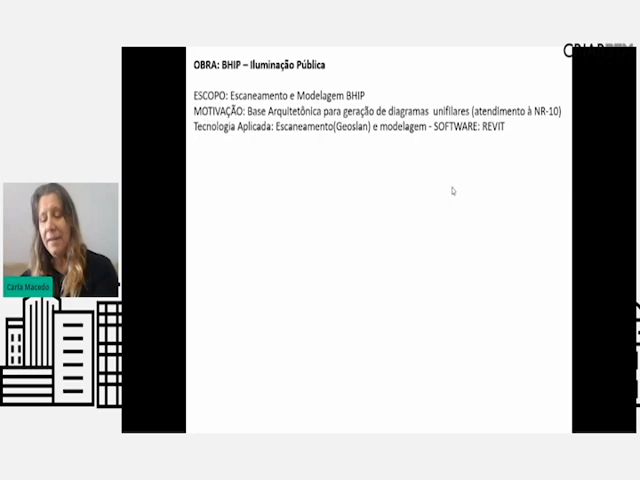 OBRA: BHIP – Iluminação Pública
ESCOPO: Escaneamento e Modelagem BHIP
MOTIVAÇÃO: Base Arquitetônica para geração de diagramas unifilares (atendimento à NR-10)
Tecnologia Aplicada: Escaneamento(Geoslan) e modelagem - SOFTWARE: REVIT
Carla Macedo